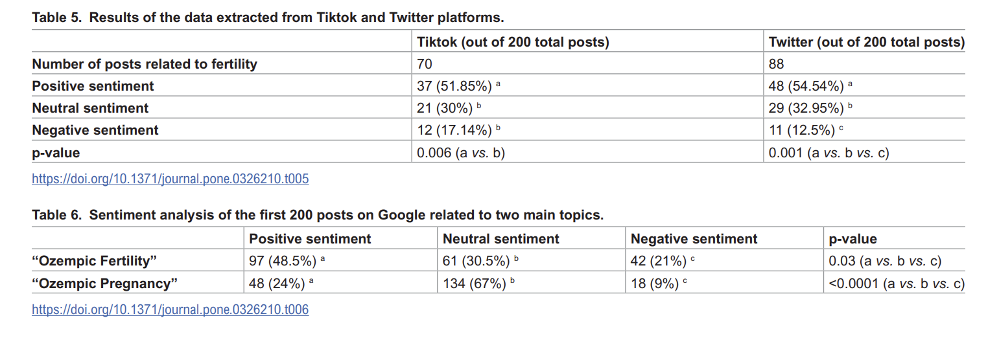 Table 5. Results of the data extracted from Tiktok and Twitter platforms.
Tiktok (out of 200 total posts) Twitter (out of 200 total posts)
Number of posts related to fertility 70 88
Positive sentiment 37 (51.85%) a 48 (54.54%) a
Neutral sentiment 21 (30%) b 29 (32.95%) b
Negative sentiment 12 (17.14%) b 11 (12.5%) c
p-value 0.006 (a vs. b) 0.001 (a vs. b vs. c)
https://doi.org/10.1371/journal.pone.0326210.t005
Table 6. Sentiment analysis of the first 200 posts on Google related to two main topics.
Positive sentiment Neutral sentiment Negative sentiment p-value
“Ozempic Fertility” 97 (48.5%) a 61 (30.5%) b 42 (21%) c 0.03 (a vs. b vs. c)
“Ozempic Pregnancy” 48 (24%) a 134 (67%) b 18 (9%) c <0.0001 (a vs. b vs. c)
https://doi.org/10.1371/journal.pone.0326210.t006